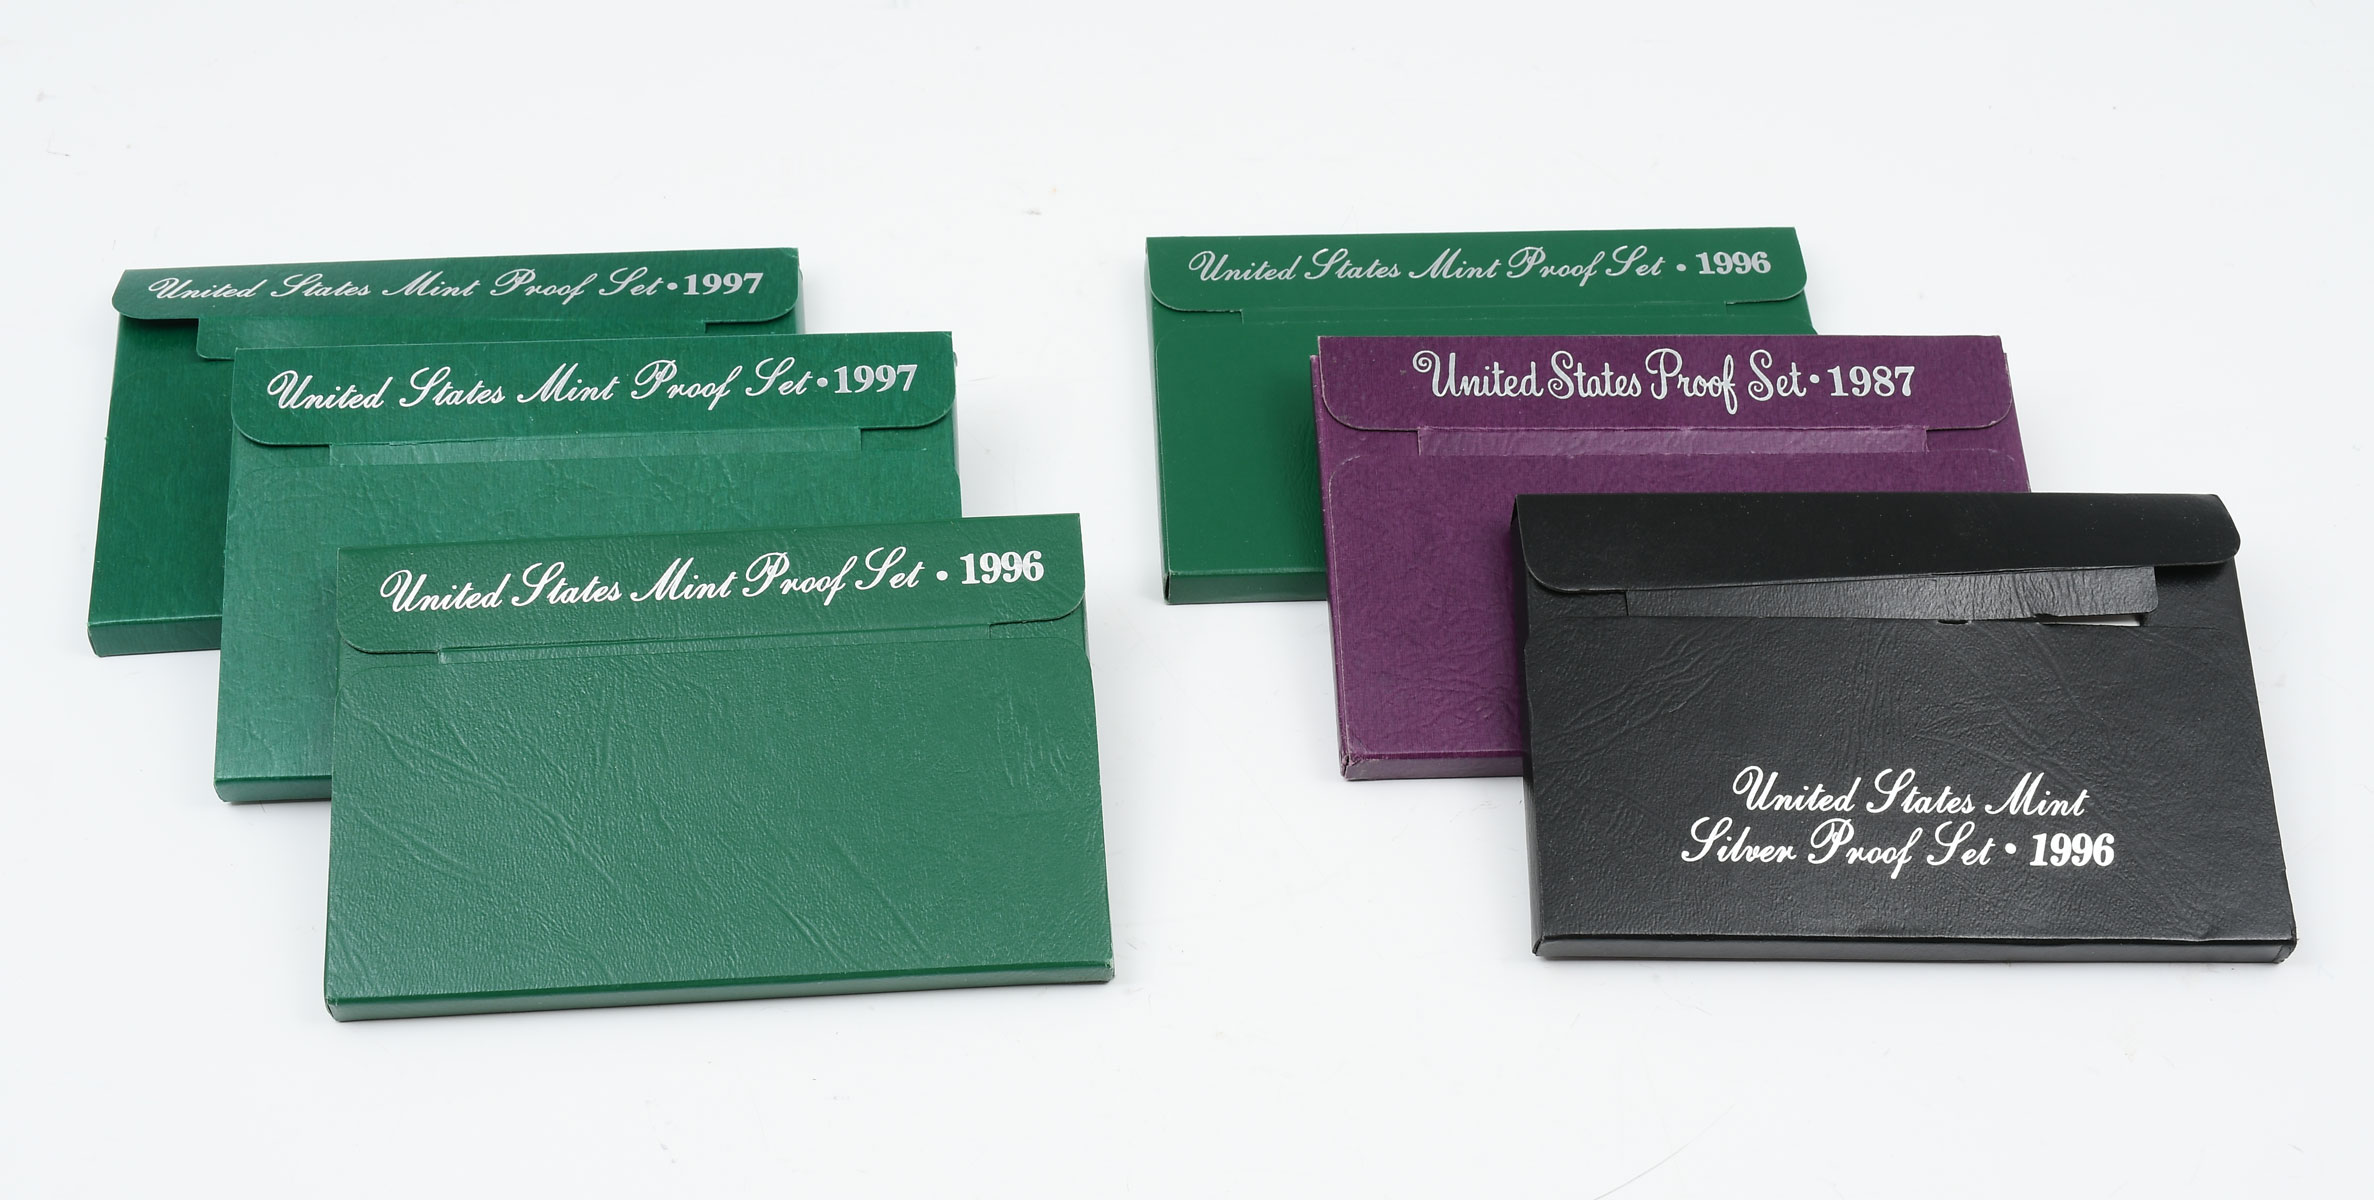 United States Mint Proof Set • 1997
United States Mint Proof Set • 1997
United States Mint Proof Set • 1996
United States Mint Proof Set • 1996
United States Proof Set • 1987
United States Mint
Silver Proof Set • 1996